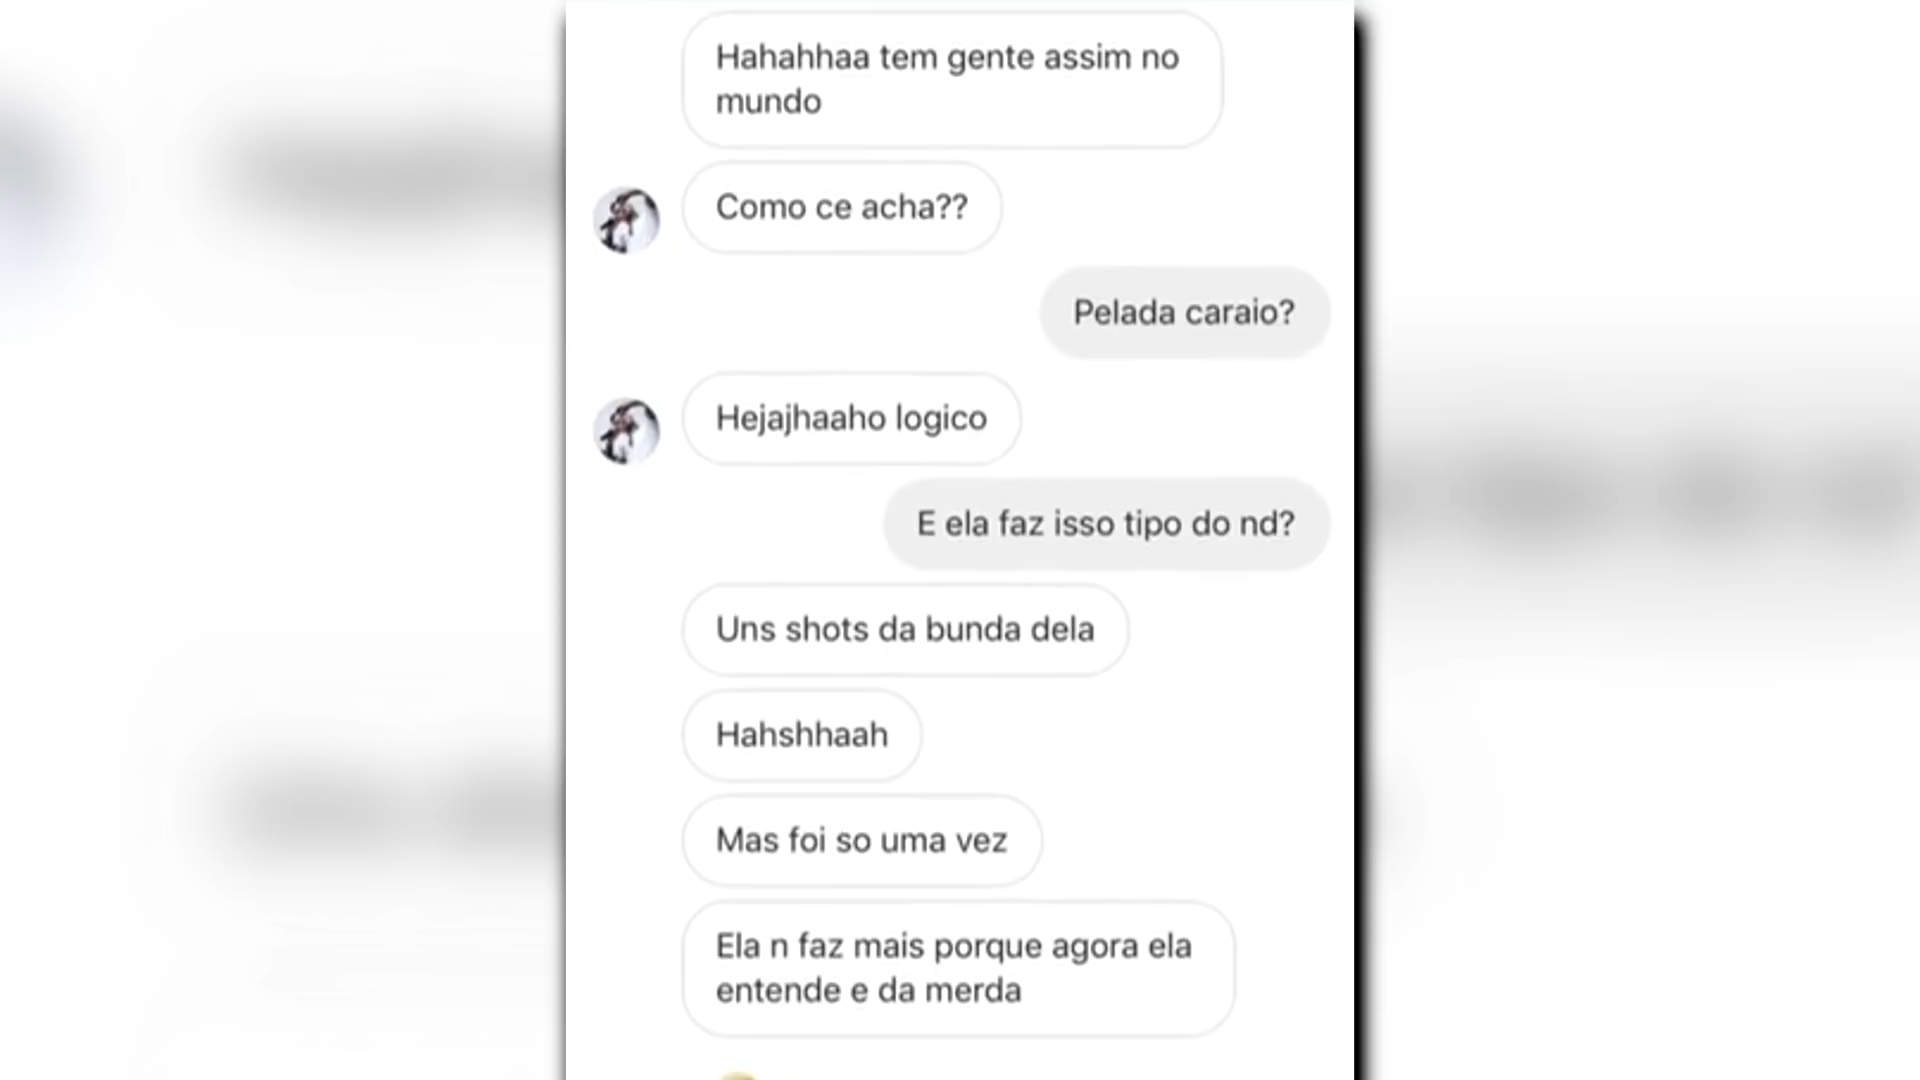 Hahahhaa tem gente assim no
mundo
Como ce acha??
Pelada caraio?
Hejajhaaho logico
E ela faz isso tipo do nd?
Uns shots da bunda dela
Hahshhaah
Mas foi so uma vez
Ela n faz mais porque agora ela
entende e da merda